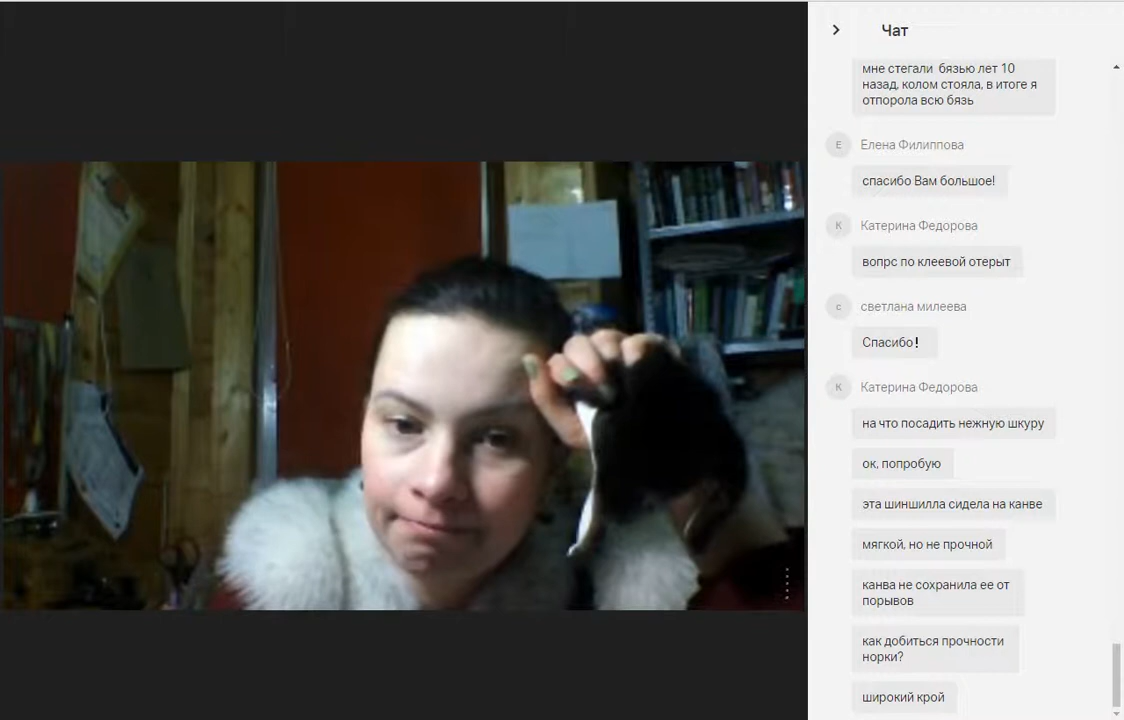 Чат
мне стегали бязью лет 10
назад, колом стояла, в итоге я
отпорола всю бязь
Е
Елена Филиппова
спасибо Вам большое!
К
Катерина Федорова
вопрс по клеевой отерыт
с
светлана милеева
Спасибо!
К
Катерина Федорова
на что посадить нежную шкуру
ок, попробую
эта шиншилла сидела на канве
мягкой, но не прочной
канва не сохранила ее от
порывов
как добиться прочности
норки?
широкий крой